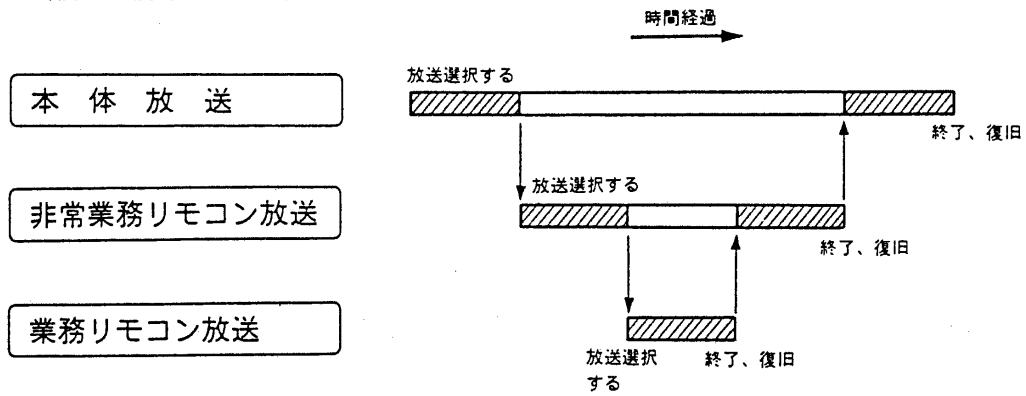 時間経過
放送選択する
本体放送
終了、復旧
放送選択する
非常業務リモコン放送
終了、復旧
業務リモコン放送
放送選択
する
終了、復旧